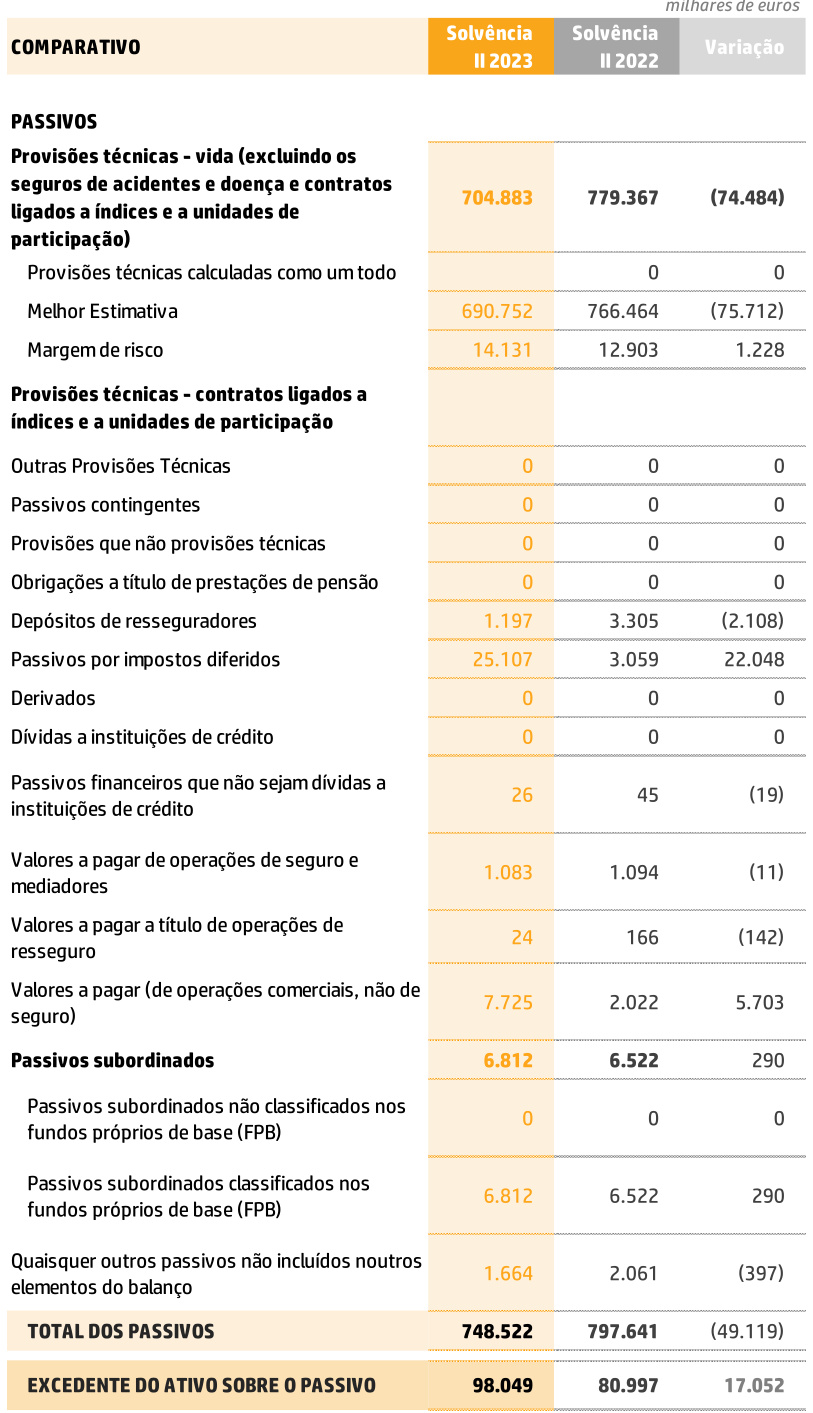 milhares de euros
COMPARATIVO Solvência II 2023 Solvência II 2022 Variação
PASSIVOS
Provisões técnicas - vida (excluindo os
seguros de acidentes e doença e contratos
ligados a índices e a unidades de
participação) 704.883 779.367 (74.484)
Provisões técnicas calculadas como um todo 0 0
Melhor Estimativa 690.752 766.464 (75.712)
Margem de risco 14.131 12.903 1.228
Provisões técnicas - contratos ligados a
índices e a unidades de participação
Outras Provisões Técnicas 0 0 0
Passivos contingentes 0 0 0
Provisões que não provisões técnicas 0 0 0
Obrigações a título de prestações de pensão 0 0 0
Depósitos de resseguradores 1.197 3.305 (2.108)
Passivos por impostos diferidos 25.107 3.059 22.048
Derivados 0 0 0
Dívidas a instituições de crédito 0 0 0
Passivos financeiros que não sejam dívidas a
instituições de crédito 26 45 (19)
Valores a pagar de operações de seguro e
mediadores 1.083 1.094 (11)
Valores a pagar a título de operações de
resseguro 24 166 (142)
Valores a pagar (de operações comerciais, não de
seguro) 7.725 2.022 5.703
Passivos subordinados 6.812 6.522 290
Passivos subordinados não classificados nos
fundos próprios de base (FPB) 0 0 0
Passivos subordinados classificados nos
fundos próprios de base (FPB) 6.812 6.522 290
Quaisquer outros passivos não incluídos noutros
elementos do balanço 1.664 2.061 (397)
TOTAL DOS PASSIVOS 748.522 797.641 (49.119)
EXCEDENTE DO ATIVO SOBRE O PASSIVO 98.049 80.997 17.052